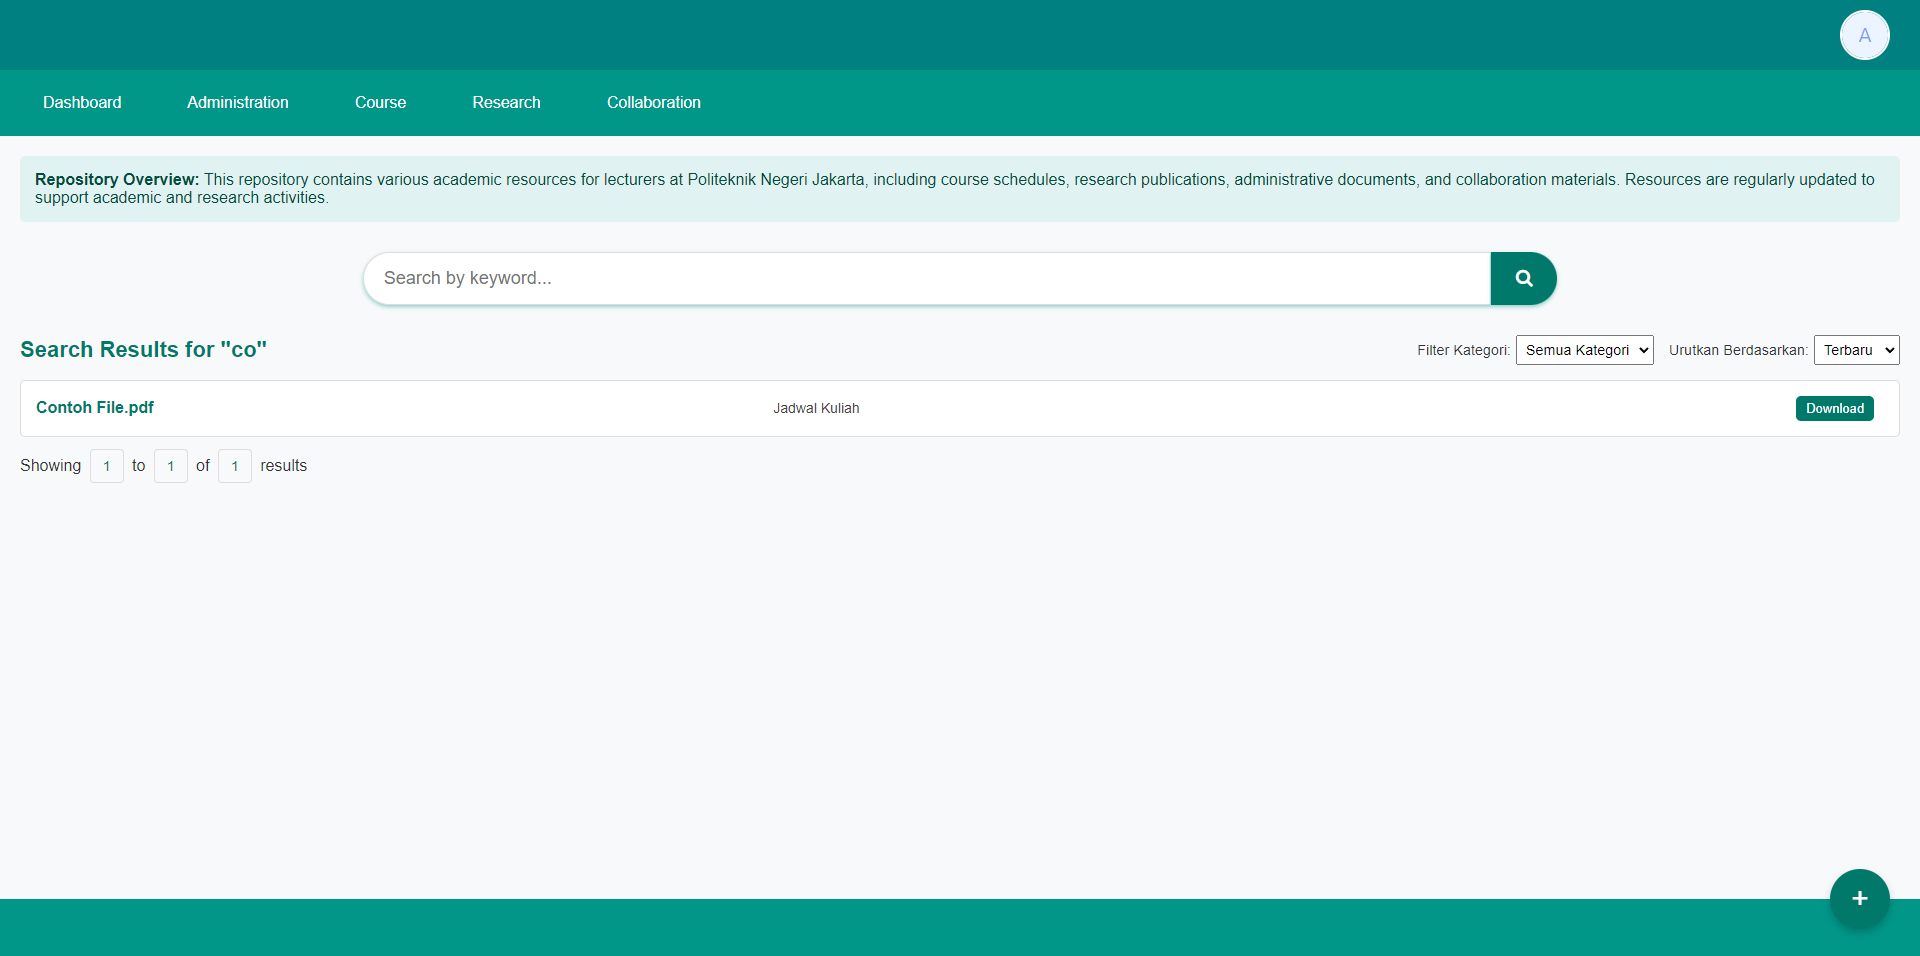 A
Dashboard Administration Course Research Collaboration
Repository Overview: This repository contains various academic resources for lecturers at Politeknik Negeri Jakarta, including course schedules, research publications, administrative documents, and collaboration materials. Resources are regularly updated to
support academic and research activities.
Search by keyword...
Search Results for "co" Filter Kategori: Semua Kategori Urutkan Berdasarkan: Terbaru
Contoh File.pdf Jadwal Kuliah Download
Showing 1 to 1 of 1 results
+